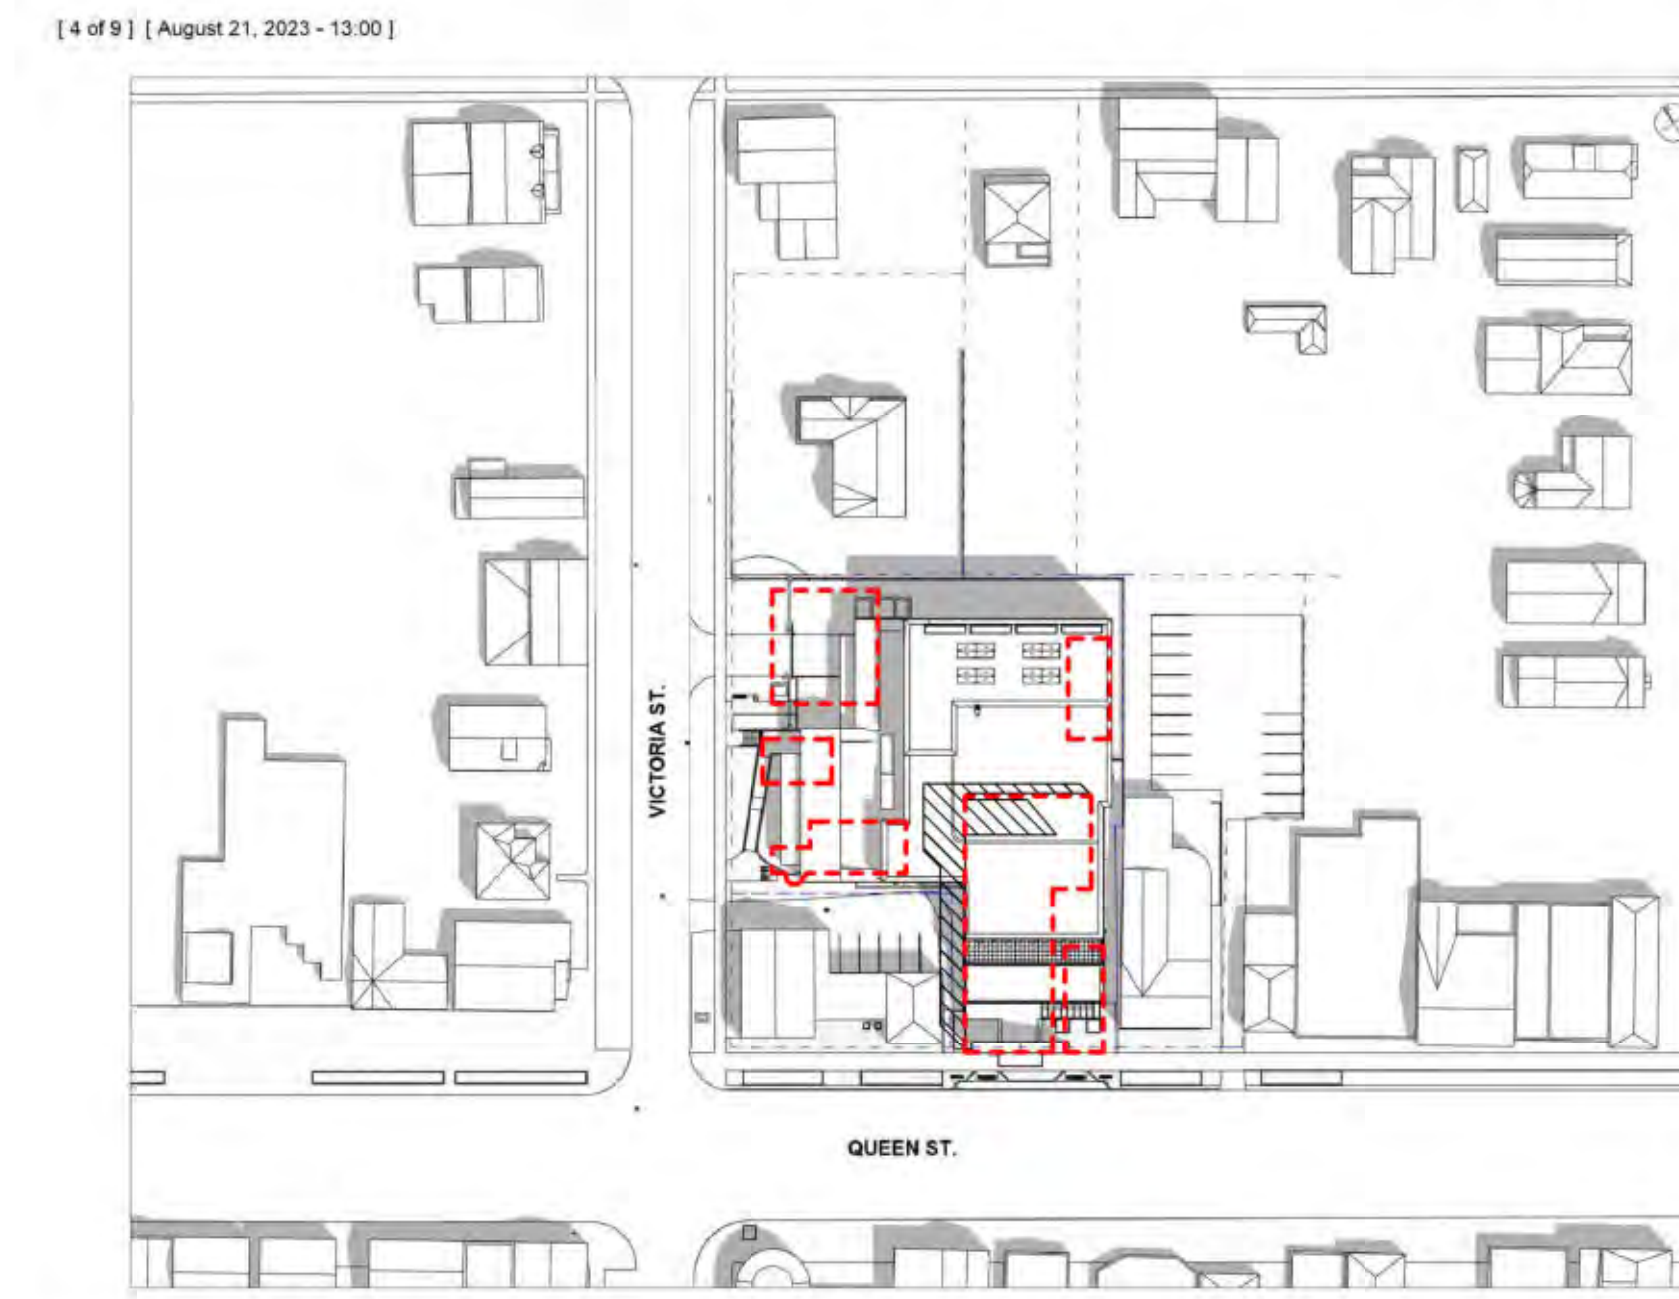 [ 4 of 9 ] [ August 21, 2023 - 13:00 ]
VICTORIA ST.
QUEEN ST.